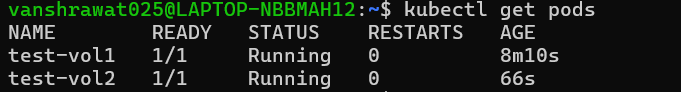 vanshrawat025@LAPTOP-NBBMAH12:~$ kubectl get pods
NAME READY STATUS RESTARTS AGE
test-vol1 1/1 Running 0 8m10s
test-vol2 1/1 Running 0 66s